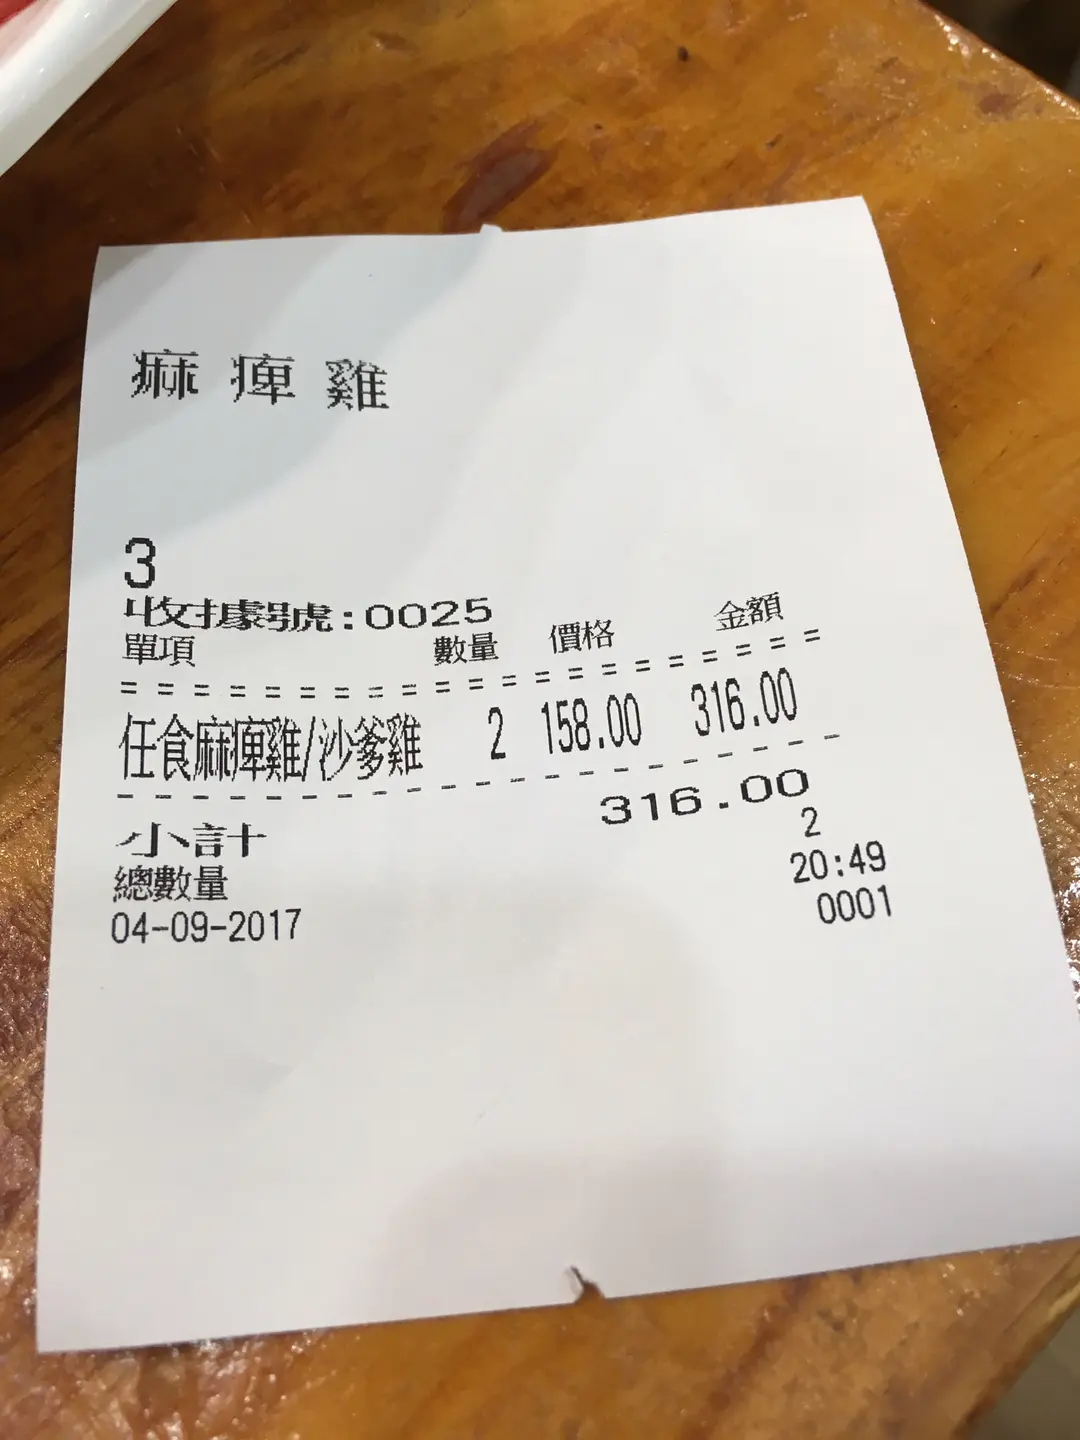 麻痺雞
3
收據號:0025
單項 數量 價格 金額
= = = = = = = = = = = = = = = = = = = =
任食麻痺雞/沙爹雞 2 158.00 316.00
- - - - - - - - - - - - - - - - - - - -
小計 316.00
總數量 2
04-09-2017 20:49
0001